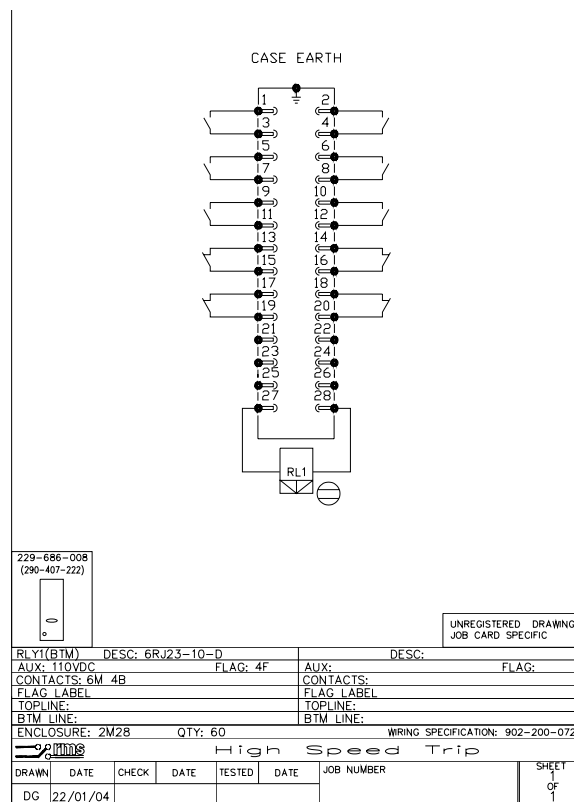 CASE EARTH
1 2
3 4
5 6
7 8
9 10
11 12
13 14
15 16
17 18
19 20
21 22
23 24
25 26
27 28
RL1
229-686-008
(290-407-222)
UNREGISTERED DRAWING
JOB CARD SPECIFIC
RLY1(BTM) DESC: 6RJ23-10-D DESC:
AUX: 110VDC FLAG: 4F AUX: FLAG:
CONTACTS: 6M 4B CONTACTS:
FLAG LABEL FLAG LABEL
TOPLINE: TOPLINE:
BTM LINE: BTM LINE:
ENCLOSURE: 2M28 QTY: 60 WIRING SPECIFICATION: 902-200-072
rms High Speed Trip
DRAWN DATE CHECK DATE TESTED DATE JOB NUMBER SHEET
1
OF
DG 22/01/04 1